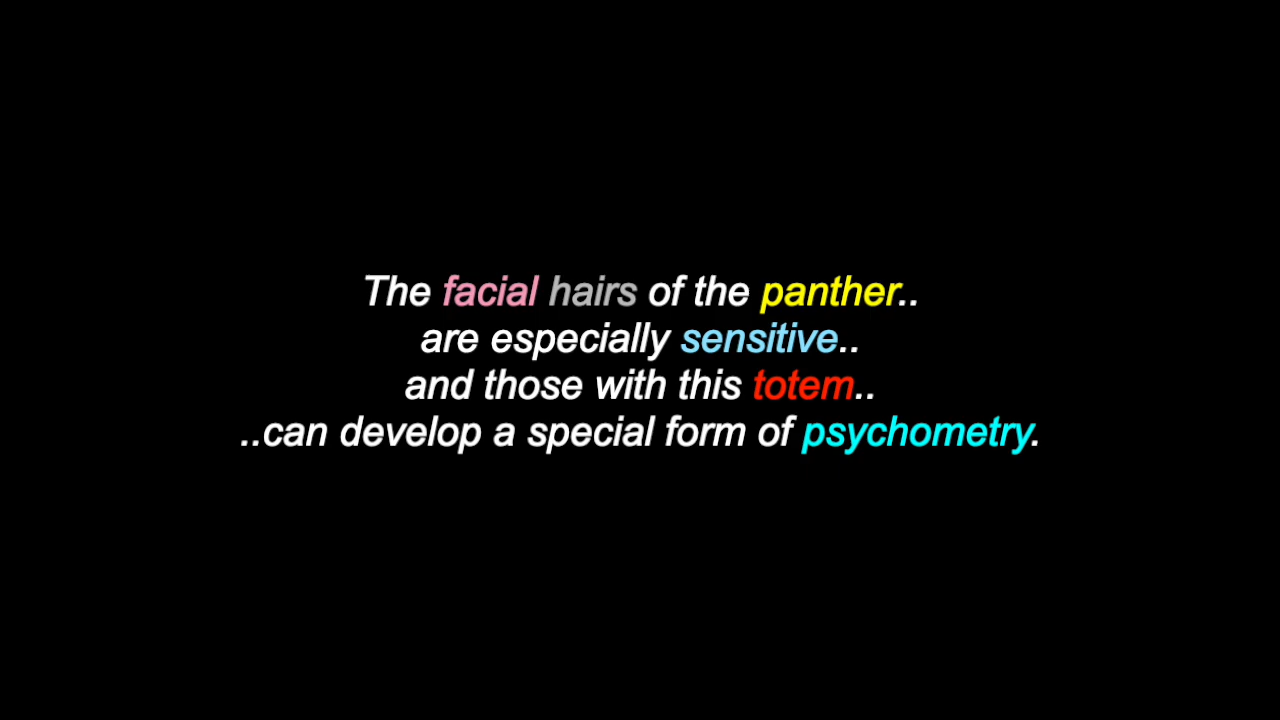 The facial hairs of the panther..
are especially sensitive..
and those with this totem..
..can develop a special form of psychometry.